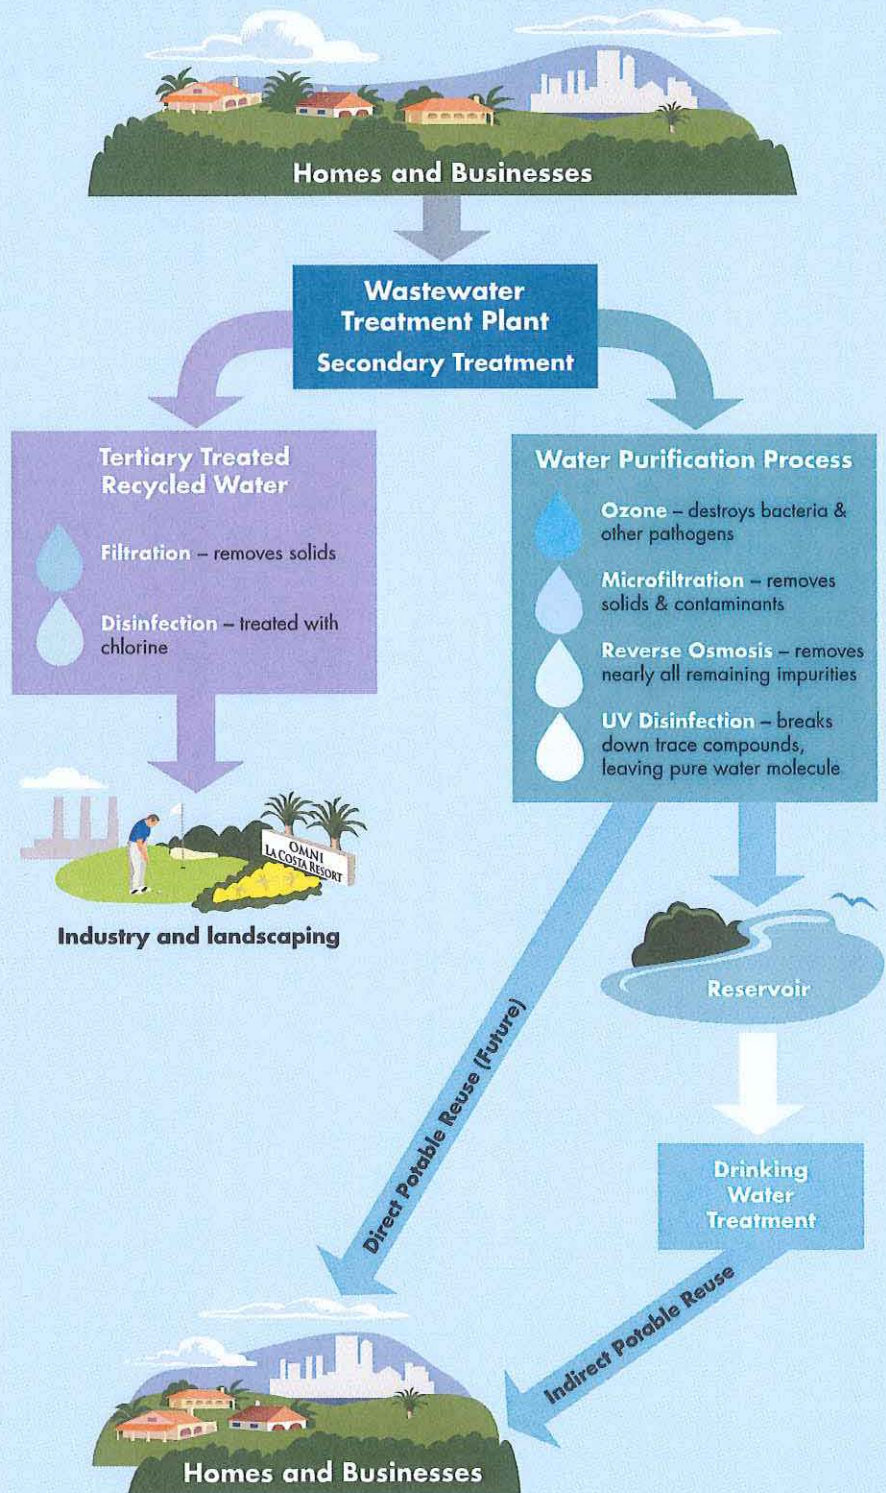 Homes and Businesses
Wastewater
Treatment Plant
Secondary Treatment
Tertiary Treated
Recycled Water
Filtration – removes solids
Disinfection – treated with
chlorine
OMNI
LA COSTA RESORT
Industry and landscaping
Water Purification Process
Ozone – destroys bacteria &
other pathogens
Microfiltration – removes
solids & contaminants
Reverse Osmosis – removes
nearly all remaining impurities
UV Disinfection – breaks
down trace compounds,
leaving pure water molecule
Reservoir
Direct Potable Reuse (Future)
Drinking
Water
Treatment
Indirect Potable Reuse
Homes and Businesses